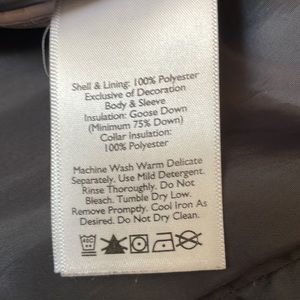 Shell & Lining: 100% Polyester
Exclusive of Decoration
Body & Sleeve
Insulation: Goose Down
(Minimum 75% Down)
Collar Insulation:
100% Polyester
Machine Wash Warm Delicate
Separately. Use Mild Detergent.
Rinse Thoroughly. Do Not
Bleach. Tumble Dry Low.
Remove Promptly. Cool Iron As
Desired. Do Not Dry Clean.